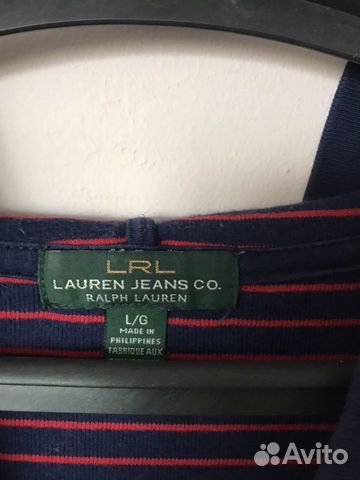 LRL
LAUREN JEANS CO.
RALPH LAUREN
L/G
MADE IN
PHILIPPINES
FABRIQUE AUX
Avito